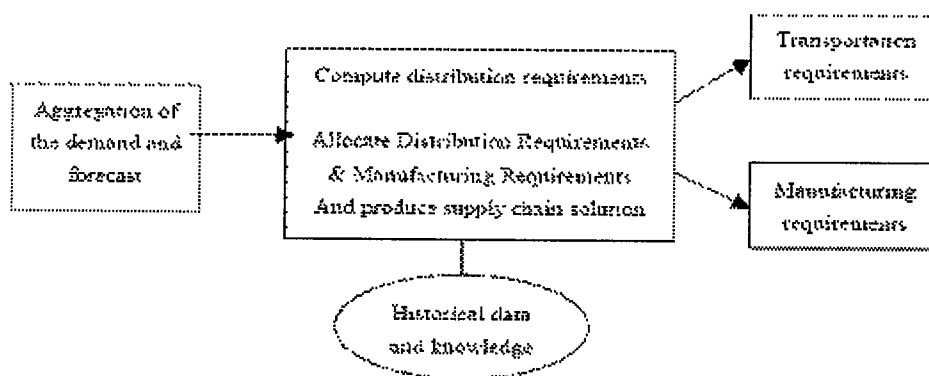 Aggregation of
the demand and
forecast
Compute distribution requirements
Allocate Distribution Requirements
& Manufacturing Requirements
And produce supply chain solution
Transportation
requirements
Manufacturing
requirements
Historical data
and knowledge